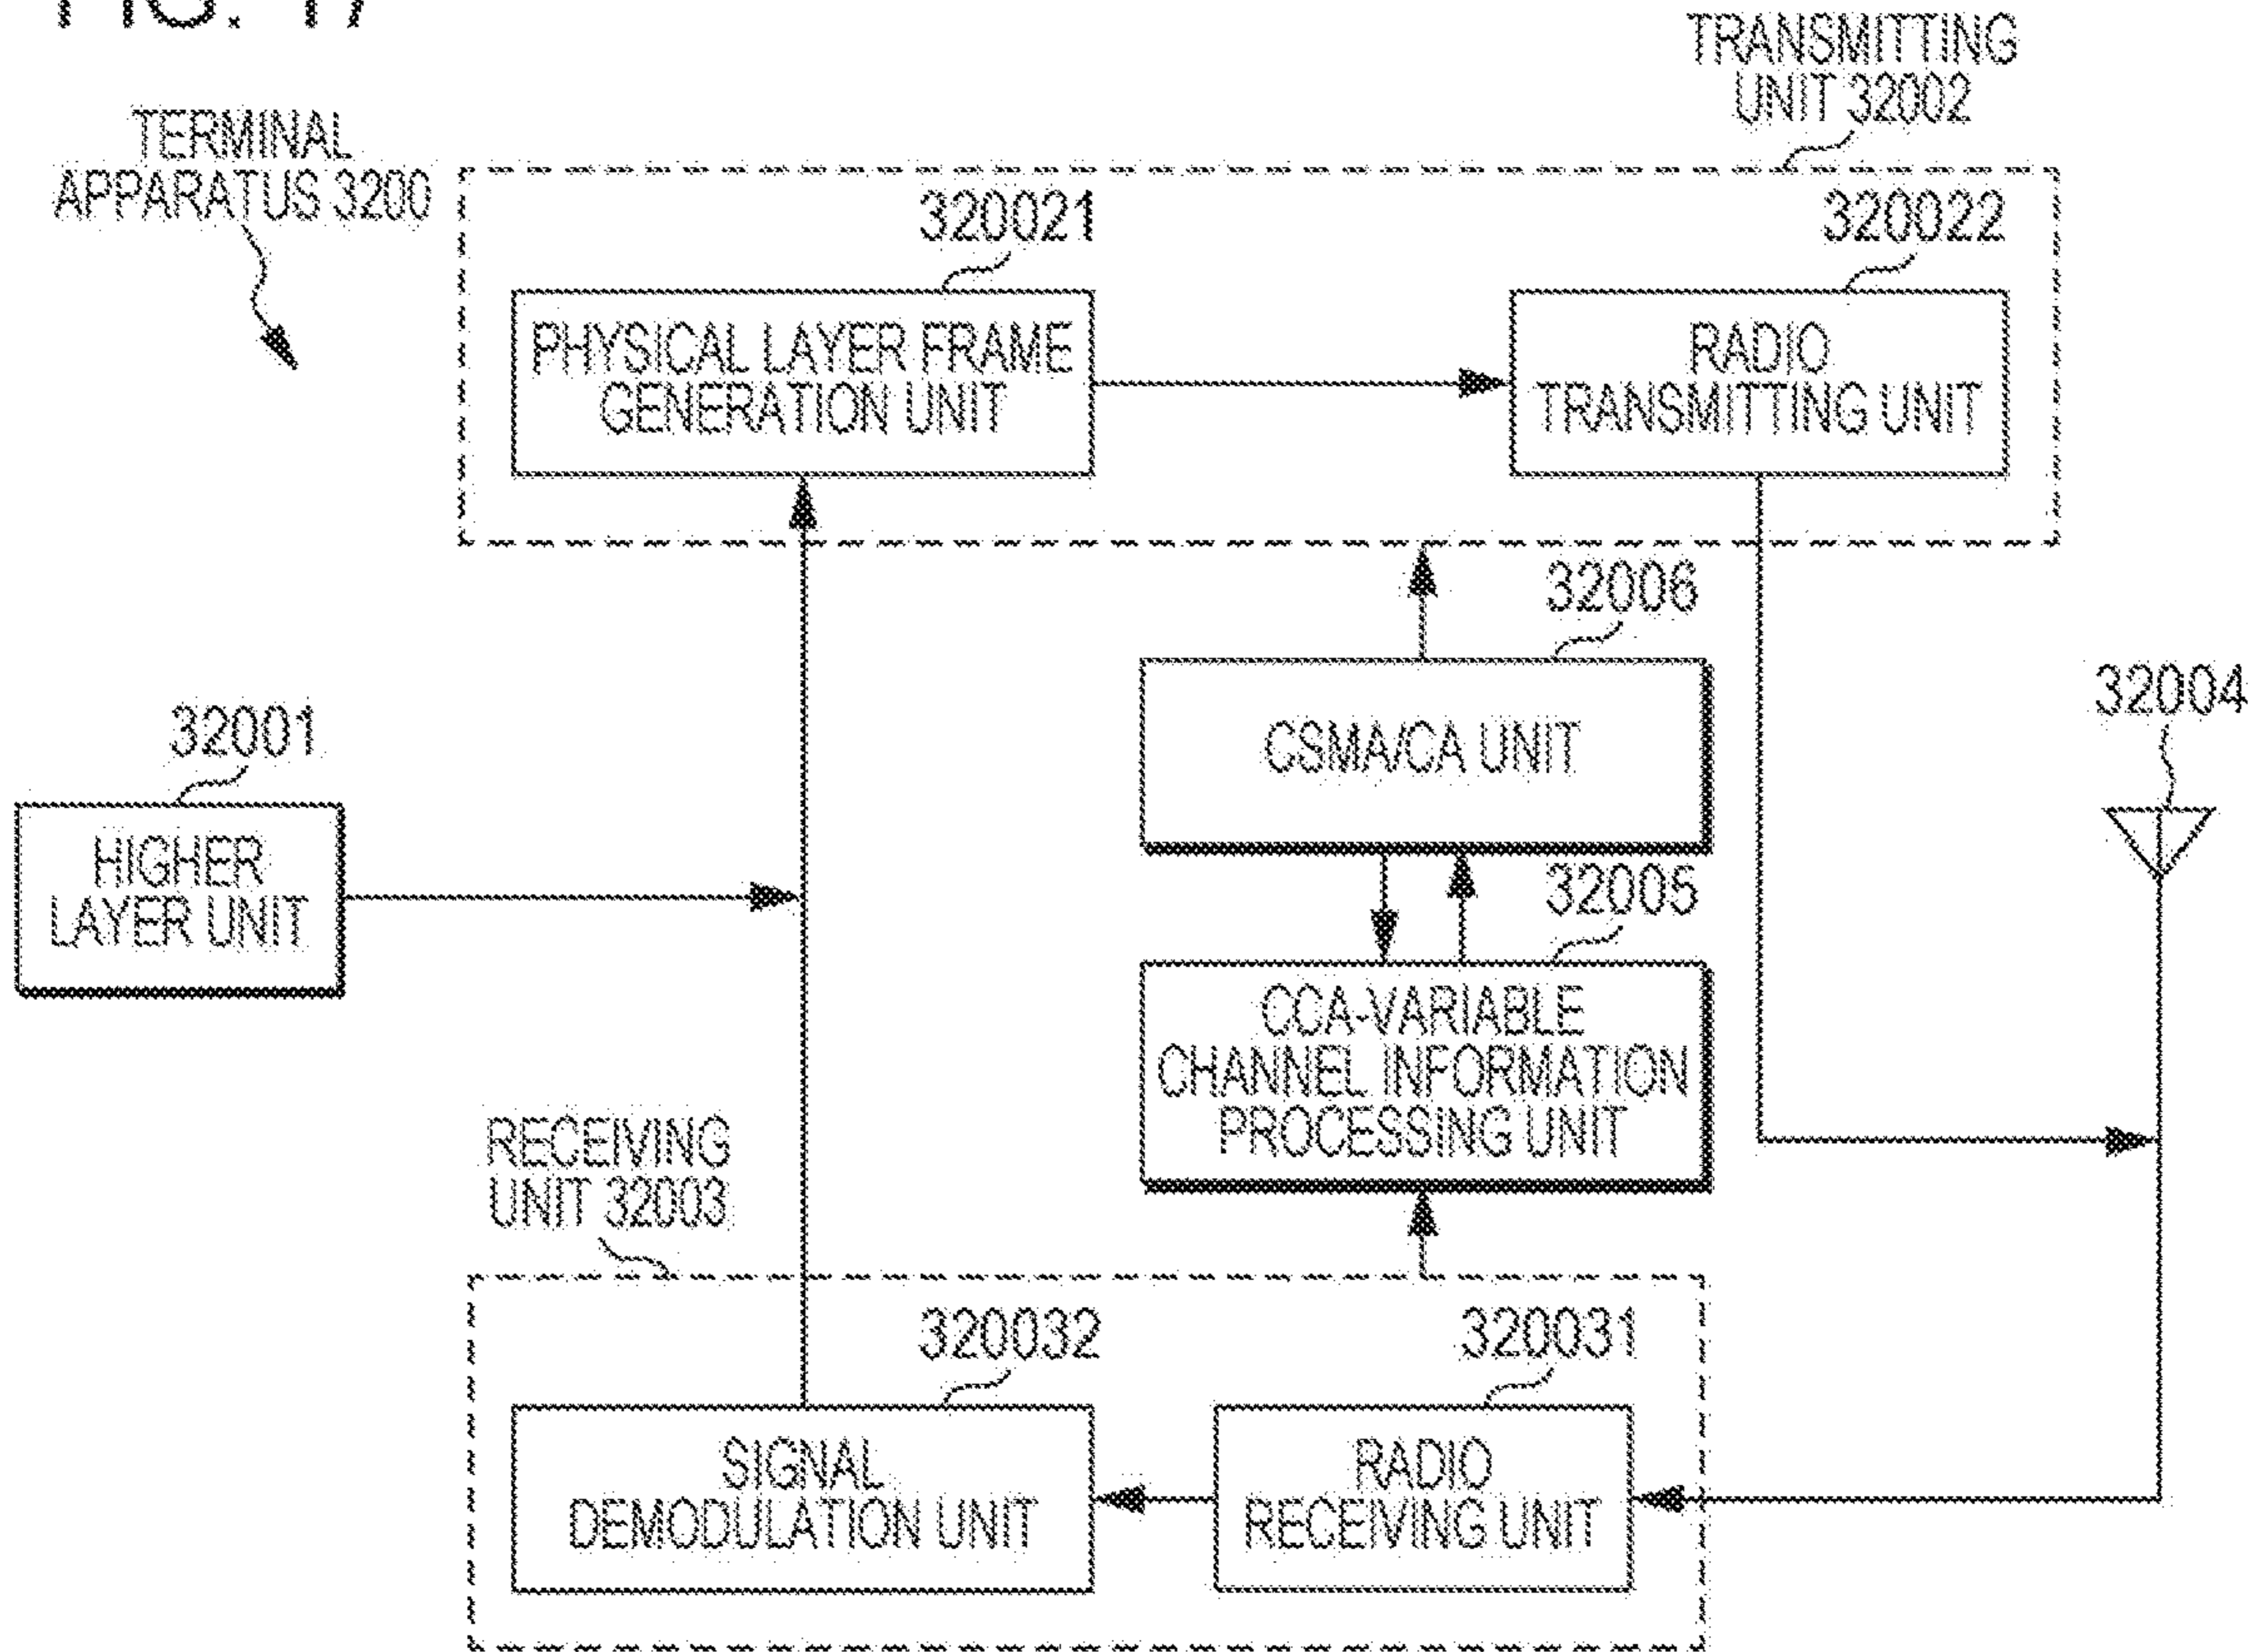 FIG. 17
TRANSMITTING
UNIT 32002
TERMINAL
APPARATUS 3200
320021
320022
PHYSICAL LAYER FRAME
GENERATION UNIT
RADIO
TRANSMITTING UNIT
32006
CSMA/CA UNIT
32004
32001
HIGHER
LAYER UNIT
32005
CCA-VARIABLE
CHANNEL INFORMATION
PROCESSING UNIT
RECEIVING
UNIT 32003
320032
320031
SIGNAL
DEMODULATION UNIT
RADIO
RECEIVING UNIT